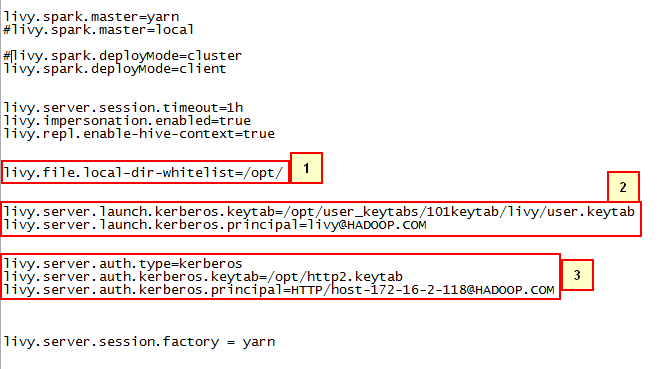 livy.spark.master=yarn
#livy.spark.master=local
#livy.spark.deployMode=cluster
livy.spark.deployMode=client
livy.server.session.timeout=1h
livy.impersonation.enabled=true
livy.repl.enable-hive-context=true
livy.file.local-dir-whitelist=/opt/
1
2
livy.server.launch.kerberos.keytab=/opt/user_keytabs/101keytab/livy/user.keytab
livy.server.launch.kerberos.principal=livy@HADOOP.COM
livy.server.auth.type=kerberos
livy.server.auth.kerberos.keytab=/opt/http2.keytab
livy.server.auth.kerberos.principal=HTTP/host-172-16-2-118@HADOOP.COM
3
livy.server.session.factory = yarn